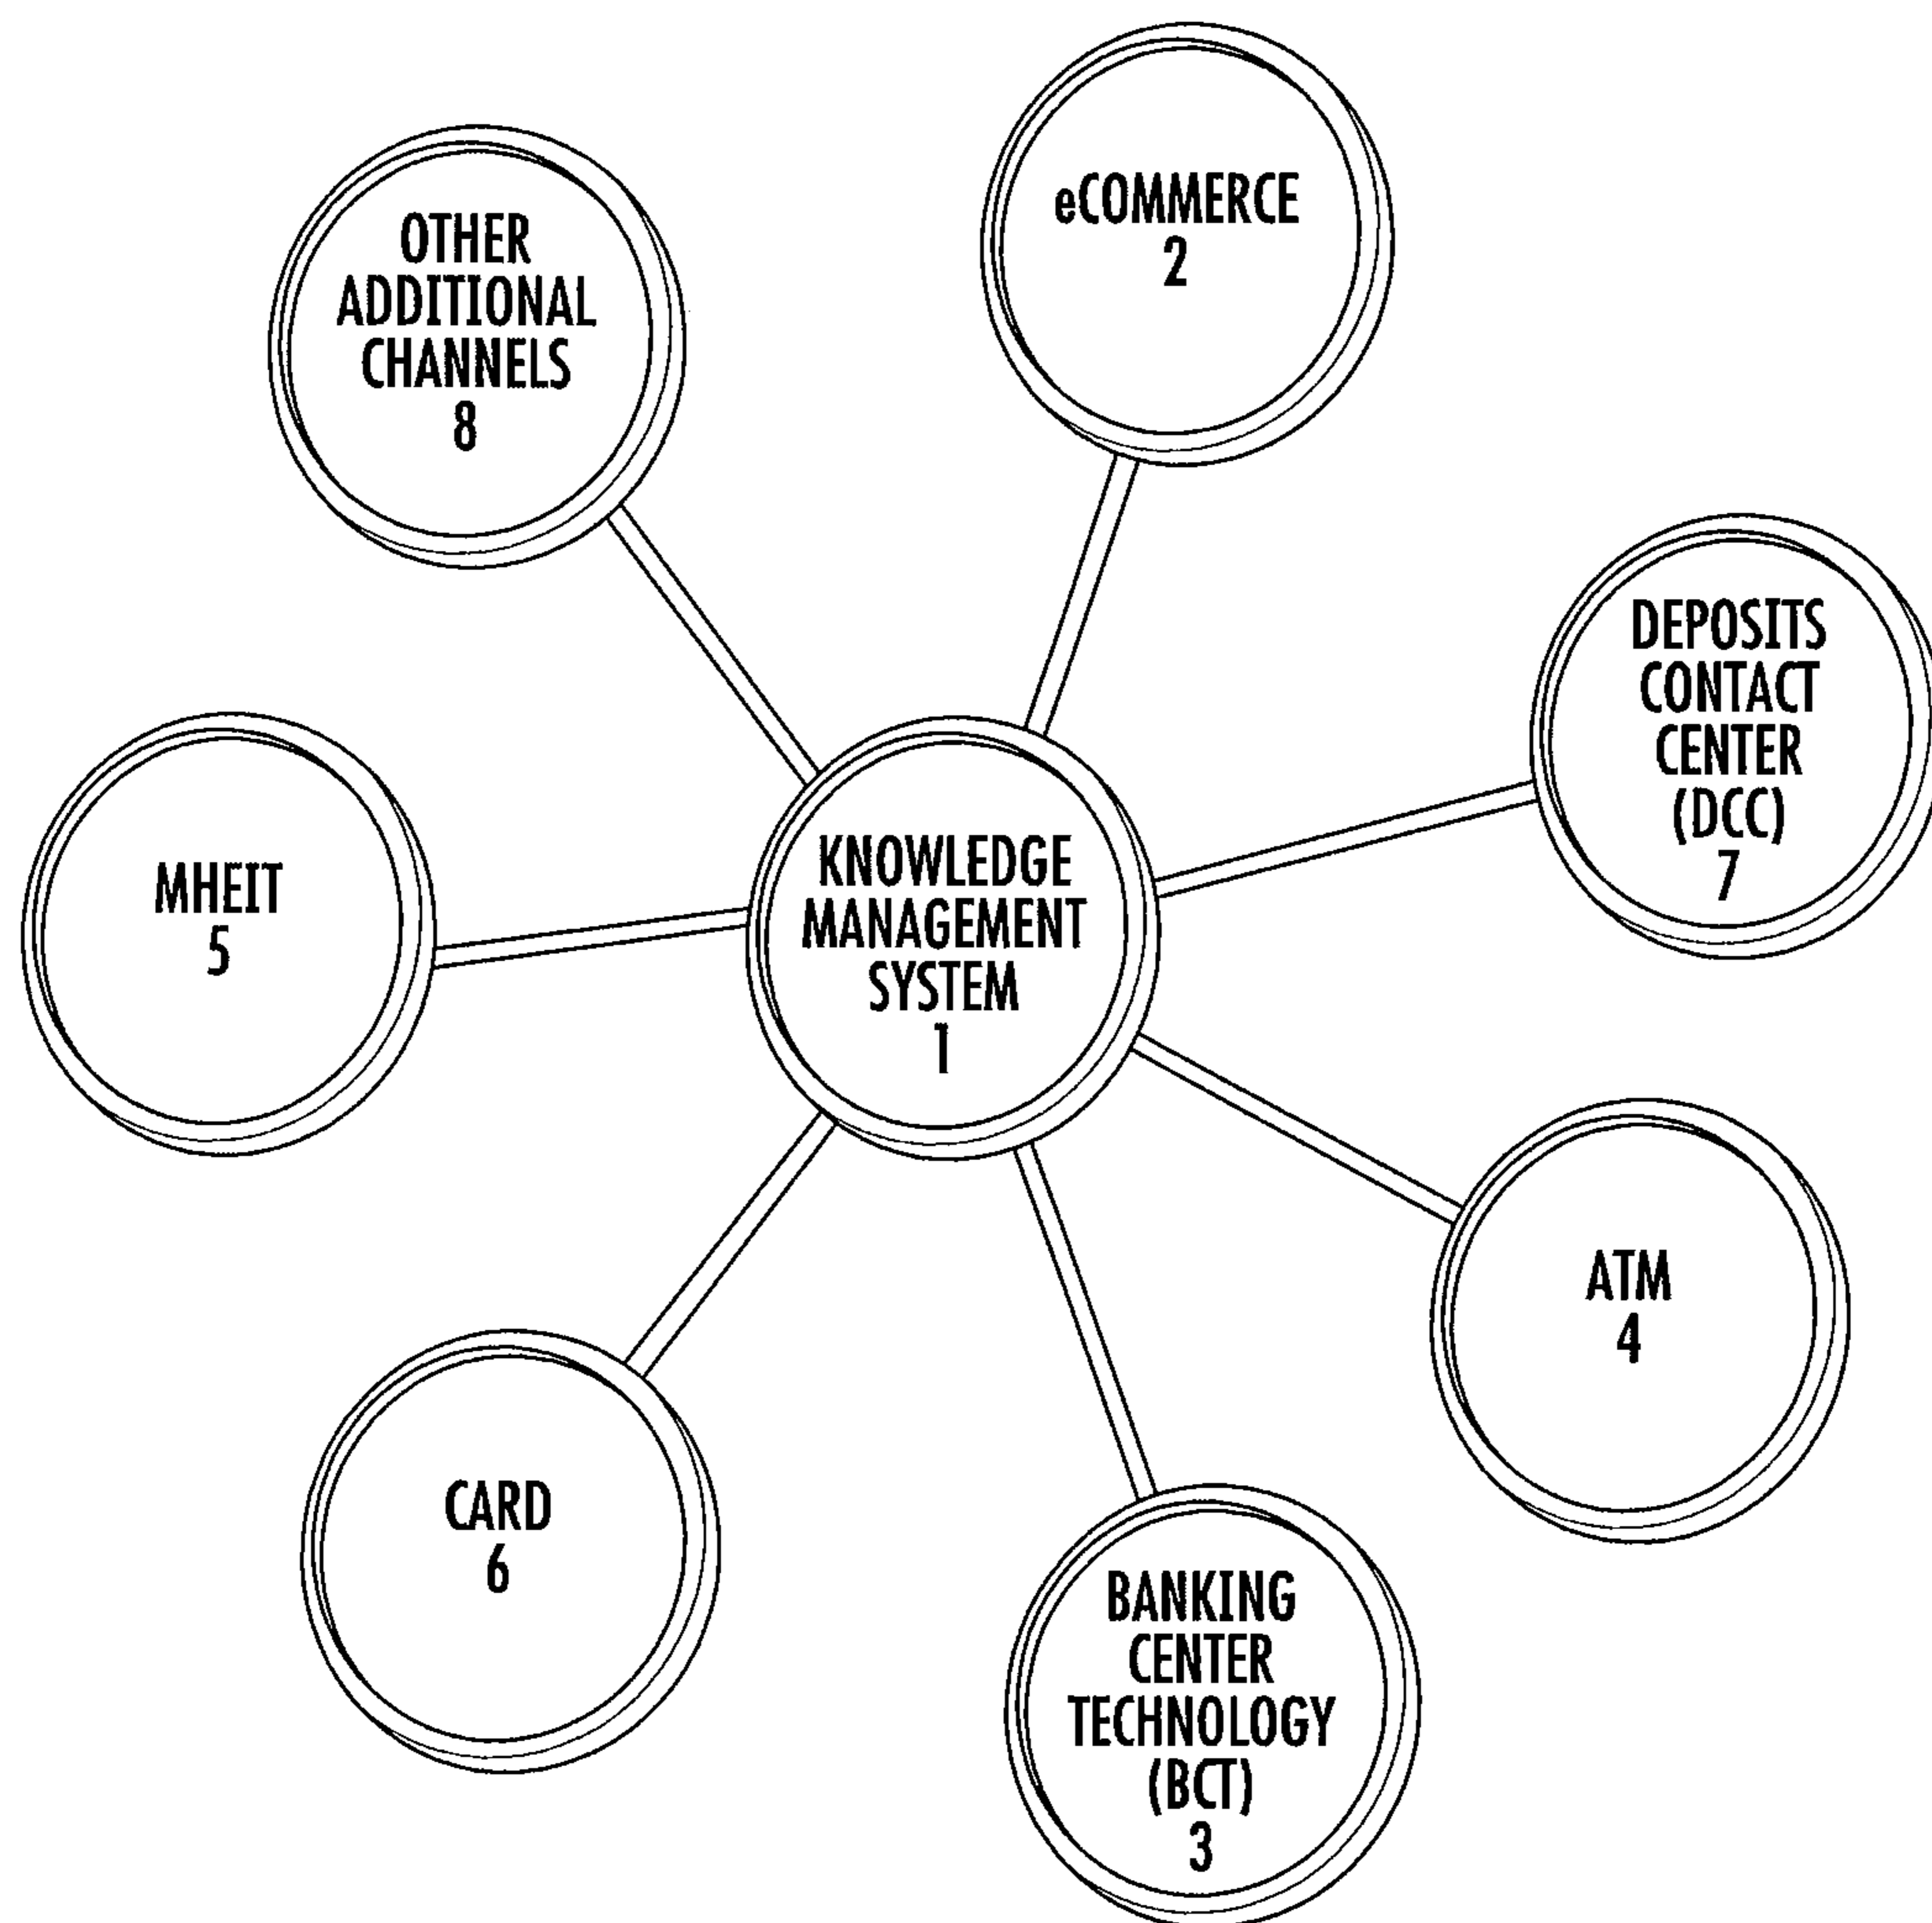 eCOMMERCE
2
OTHER
ADDITIONAL
CHANNELS
8
DEPOSITS
CONTACT
CENTER
(DCC)
7
KNOWLEDGE
MANAGEMENT
SYSTEM
1
MHEIT
5
ATM
4
CARD
6
BANKING
CENTER
TECHNOLOGY
(BCT)
3